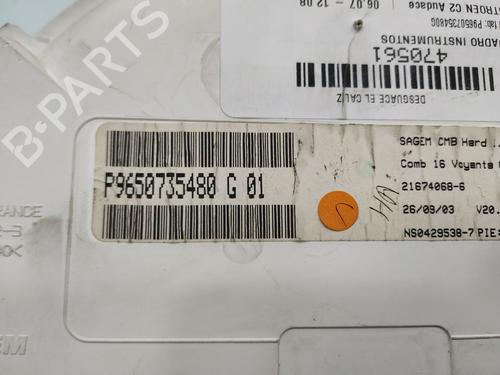 CITROEN C2 Audace 06.07 - 12.08
fab: P9650735480G
CUADRO INSTRUMENTOS
470561
DESGUACE EL CALIZ
P9650735480 G 01
SAGEM CMB Hard
Comb 16 Voyants
21674068-6
26/09/03 V20.
NS0429538-7 PIE:
B-PARTS